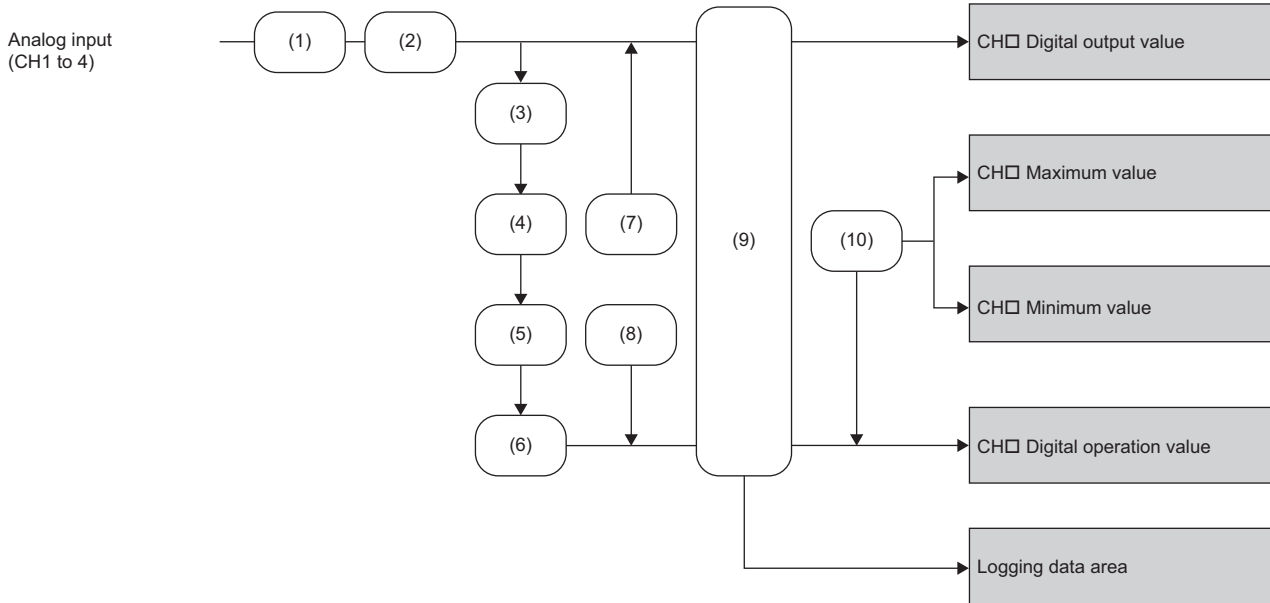 Analog input
(CH1 to 4)
(1)
(2)
(3)
(4)
(5)
(6)
(7)
(8)
(9)
(10)
CH□ Digital output value
CH□ Maximum value
CH□ Minimum value
CH□ Digital operation value
Logging data area